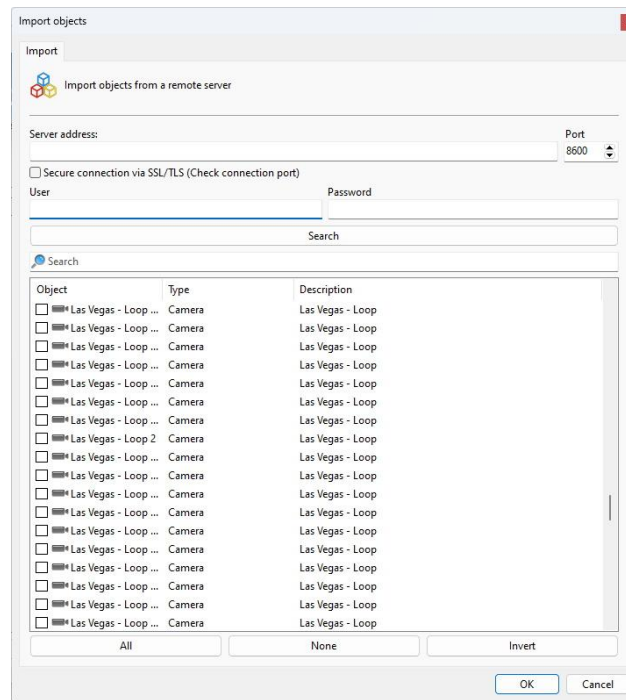 Import objects
Import
Import objects from a remote server
Server address: Port
8600
Secure connection via SSL/TLS (Check connection port)
User Password
Search
Search
Object Type Description
Las Vegas - Loop ... Camera Las Vegas - Loop
Las Vegas - Loop ... Camera Las Vegas - Loop
Las Vegas - Loop ... Camera Las Vegas - Loop
Las Vegas - Loop ... Camera Las Vegas - Loop
Las Vegas - Loop ... Camera Las Vegas - Loop
Las Vegas - Loop ... Camera Las Vegas - Loop
Las Vegas - Loop ... Camera Las Vegas - Loop
Las Vegas - Loop 2 Camera Las Vegas - Loop
Las Vegas - Loop ... Camera Las Vegas - Loop
Las Vegas - Loop ... Camera Las Vegas - Loop
Las Vegas - Loop ... Camera Las Vegas - Loop
Las Vegas - Loop ... Camera Las Vegas - Loop
Las Vegas - Loop ... Camera Las Vegas - Loop
Las Vegas - Loop ... Camera Las Vegas - Loop
Las Vegas - Loop ... Camera Las Vegas - Loop
Las Vegas - Loop ... Camera Las Vegas - Loop
Las Vegas - Loop ... Camera Las Vegas - Loop
Las Vegas - Loop ... Camera Las Vegas - Loop
All None Invert
OK Cancel